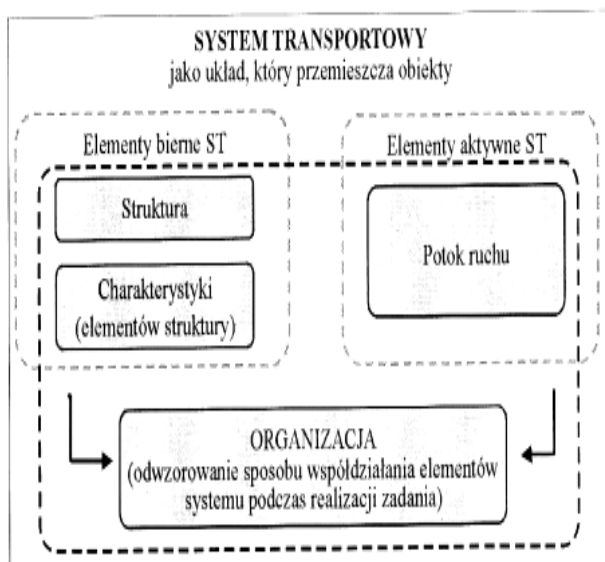 SYSTEM TRANSPORTOWY
jako układ, który przemieszcza obiekty
Elementy bierne ST
Elementy aktywne ST
Struktura
Potok ruchu
Charakterystyki
(elementów struktury)
ORGANIZACJA
(odwzorowanie sposobu współdziałania elementów
systemu podczas realizacji zadania)